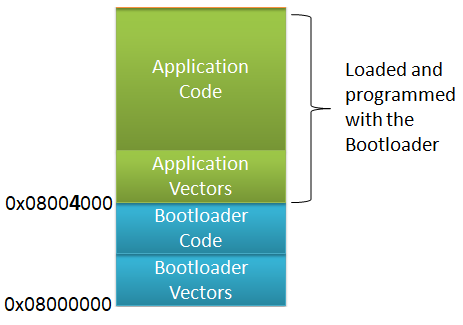 Application
Code
Loaded and
programmed
with the
Bootloader
Application
Vectors
0x08004000
Bootloader
Code
Bootloader
Vectors
0x08000000